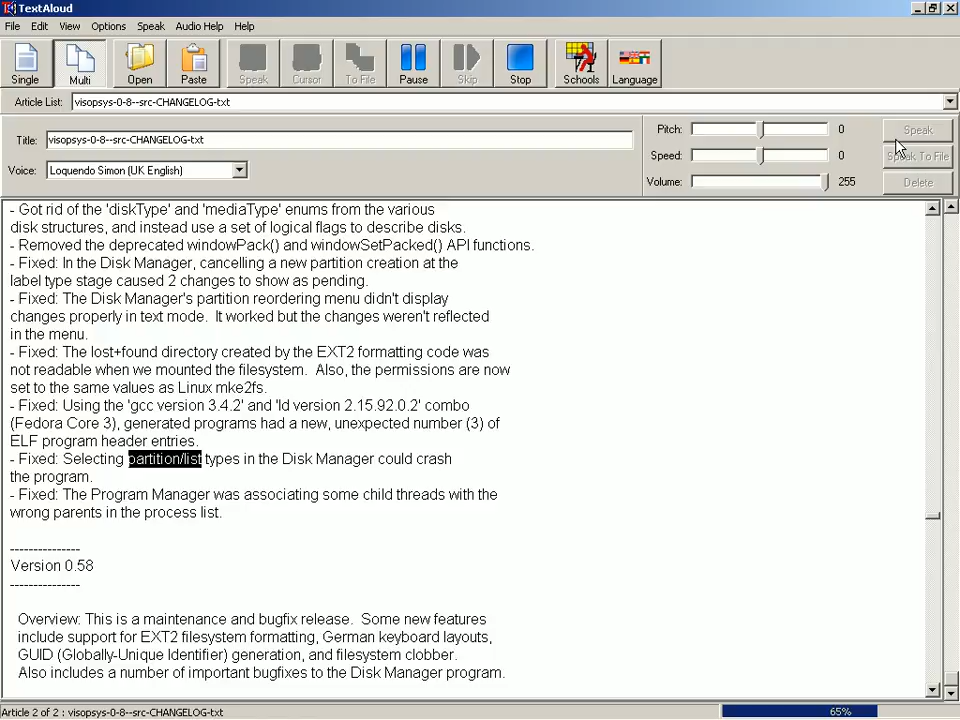 TextAloud
File Edit View Options Speak Audio Help Help
Single Multi Open Paste Speak Cursor To File Pause Skip Stop Schools Language
Article List: visopsys-0-8--src-CHANGELOG-txt
Title: visopsys-0-8--src-CHANGELOG-txt
Voice: Loquendo Simon (UK English)
Pitch: 0 Speak
Speed: 0 Speak To File
Volume: 255 Delete
- Got rid of the 'diskType' and 'mediaType' enums from the various
disk structures, and instead use a set of logical flags to describe disks.
- Removed the deprecated windowPack() and windowSetPacked() API functions.
- Fixed: In the Disk Manager, cancelling a new partition creation at the
label type stage caused 2 changes to show as pending.
- Fixed: The Disk Manager's partition reordering menu didn't display
changes properly in text mode.  It worked but the changes weren't reflected
in the menu.
- Fixed: The lost+found directory created by the EXT2 formatting code was
not readable when we mounted the filesystem.  Also, the permissions are now
set to the same values as Linux mke2fs.
- Fixed: Using the 'gcc version 3.4.2' and 'ld version 2.15.92.0.2' combo
(Fedora Core 3), generated programs had a new, unexpected number (3) of
ELF program header entries.
- Fixed: Selecting partition/list types in the Disk Manager could crash
the program.
- Fixed: The Program Manager was associating some child threads with the
wrong parents in the process list.
---------------
Version 0.58
---------------
Overview: This is a maintenance and bugfix release.  Some new features
include support for EXT2 filesystem formatting, German keyboard layouts,
GUID (Globally-Unique Identifier) generation, and filesystem clobber.
Also includes a number of important bugfixes to the Disk Manager program.
Article 2 of 2 : visopsys-0-8--src-CHANGELOG-txt 65%